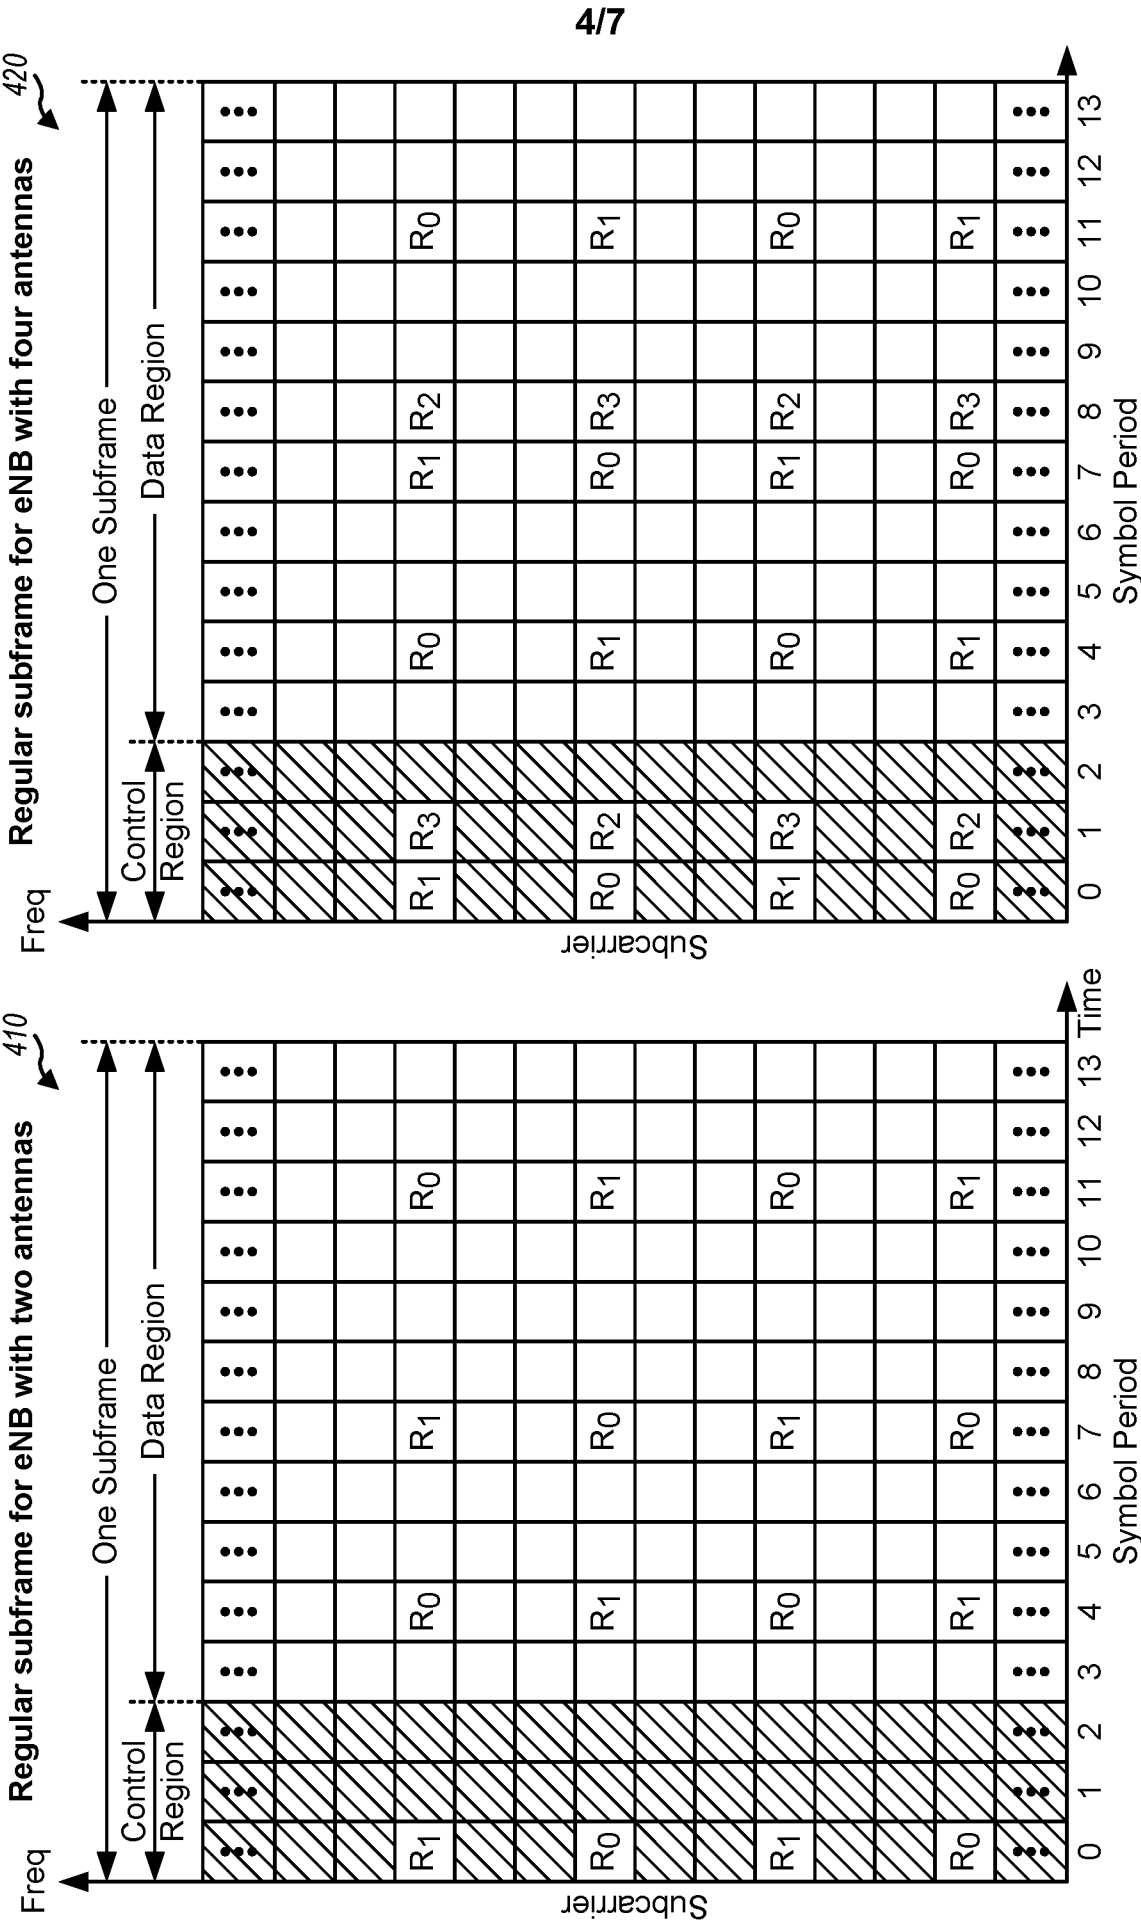 4/7
Regular subframe for eNB with two antennas
410
Freq
One Subframe
Control
Region
Data Region
Subcarrier
••• ••• ••• ••• ••• ••• ••• ••• ••• ••• ••• ••• ••• •••
R1 R0 R1 R0
R0 R1 R0 R1
R1 R0 R1 R0
R0 R1 R0 R1
••• ••• ••• ••• ••• ••• ••• ••• ••• ••• ••• ••• ••• •••
0 1 2 3 4 5 6 7 8 9 10 11 12 13
Time
Symbol Period
Regular subframe for eNB with four antennas
420
Freq
One Subframe
Control
Region
Data Region
Subcarrier
••• ••• ••• ••• ••• ••• ••• ••• ••• ••• ••• ••• ••• •••
R1 R3 R0 R1 R2 R0
R0 R2 R1 R0 R3 R1
R1 R3 R0 R1 R2 R0
R0 R2 R1 R0 R3 R1
••• ••• ••• ••• ••• ••• ••• ••• ••• ••• ••• ••• ••• •••
0 1 2 3 4 5 6 7 8 9 10 11 12 13
Symbol Period